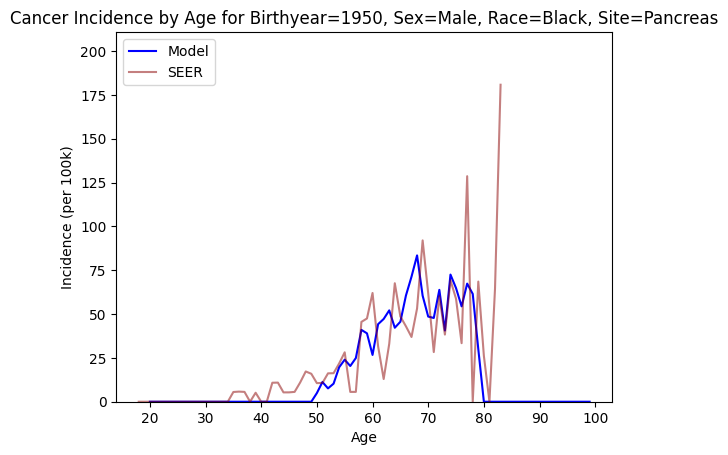 Cancer Incidence by Age for Birthyear=1950, Sex=Male, Race=Black, Site=Pancreas
Model
SEER
Incidence (per 100k)
200
175
150
125
100
75
50
25
0
20 30 40 50 60 70 80 90 100
Age